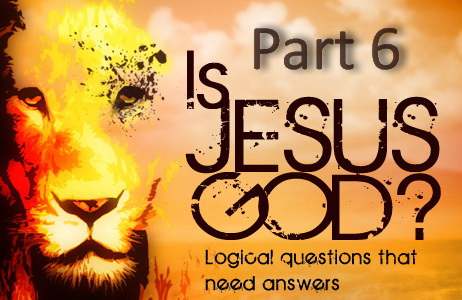 Part 6
Is
JESUS
GOD?
Logical questions that
need answers